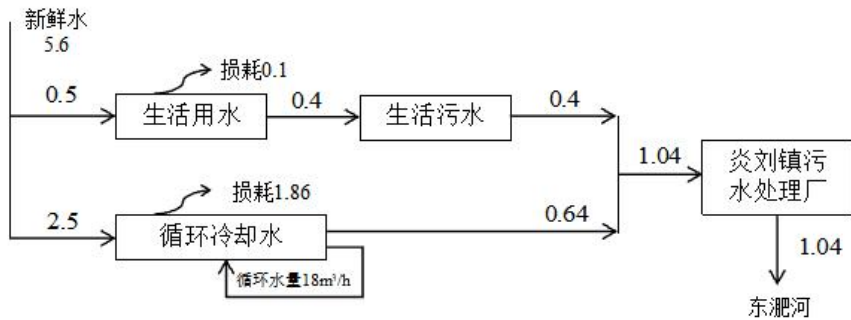 新鲜水
5.6
损耗0.1
0.5
生活用水
0.4
生活污水
0.4
1.04
炎刘镇污
水处理厂
损耗1.86
2.5
循环冷却水
0.64
循环水量18m³/h
1.04
东淝河